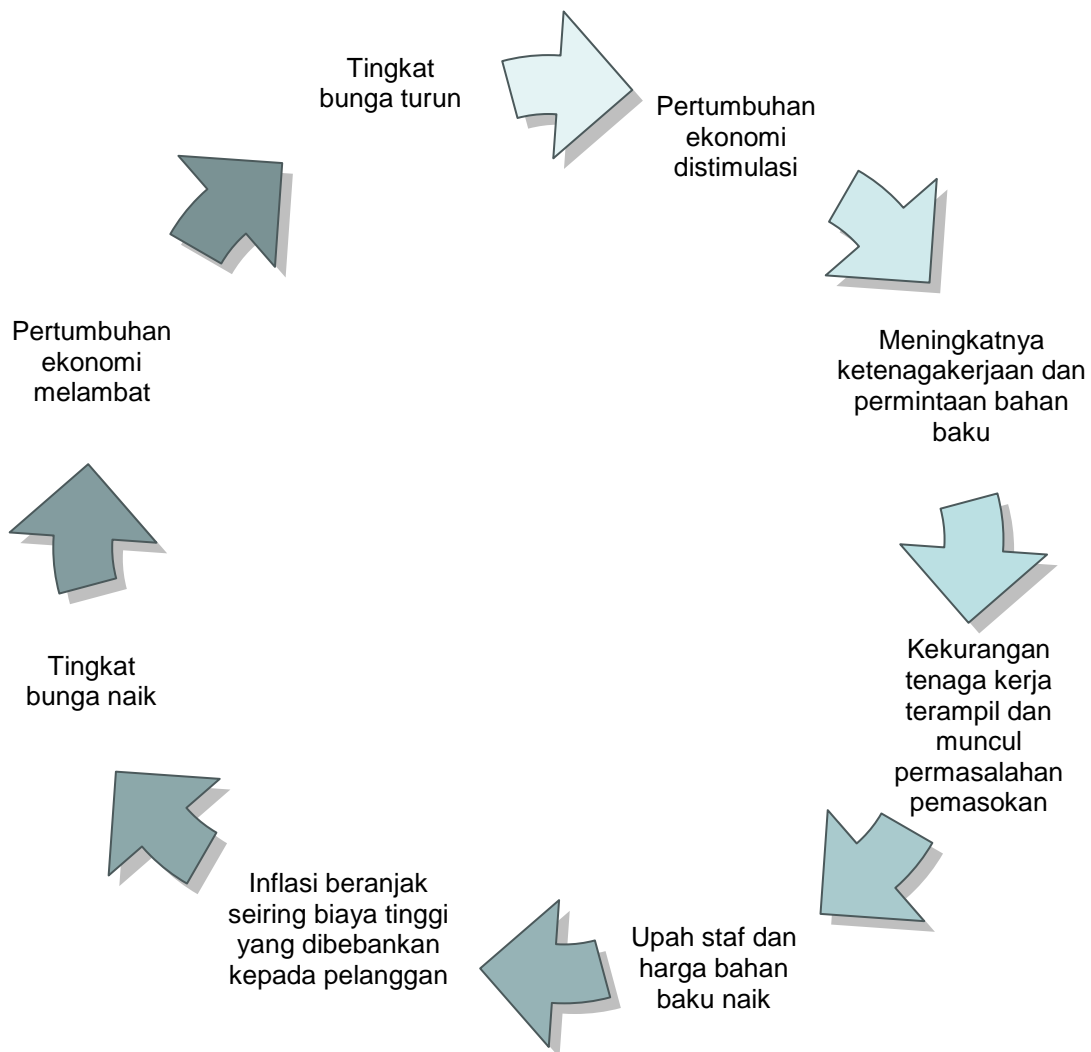 Tingkat
bunga turun
Pertumbuhan
ekonomi
distimulasi
Meningkatnya
ketenagakerjaan dan
permintaan bahan
baku
Kekurangan
tenaga kerja
terampil dan
muncul
permasalahan
pemasokan
Upah staf dan
harga bahan
baku naik
Inflasi beranjak
seiring biaya tinggi
yang dibebankan
kepada pelanggan
Tingkat
bunga naik
Pertumbuhan
ekonomi
melambat